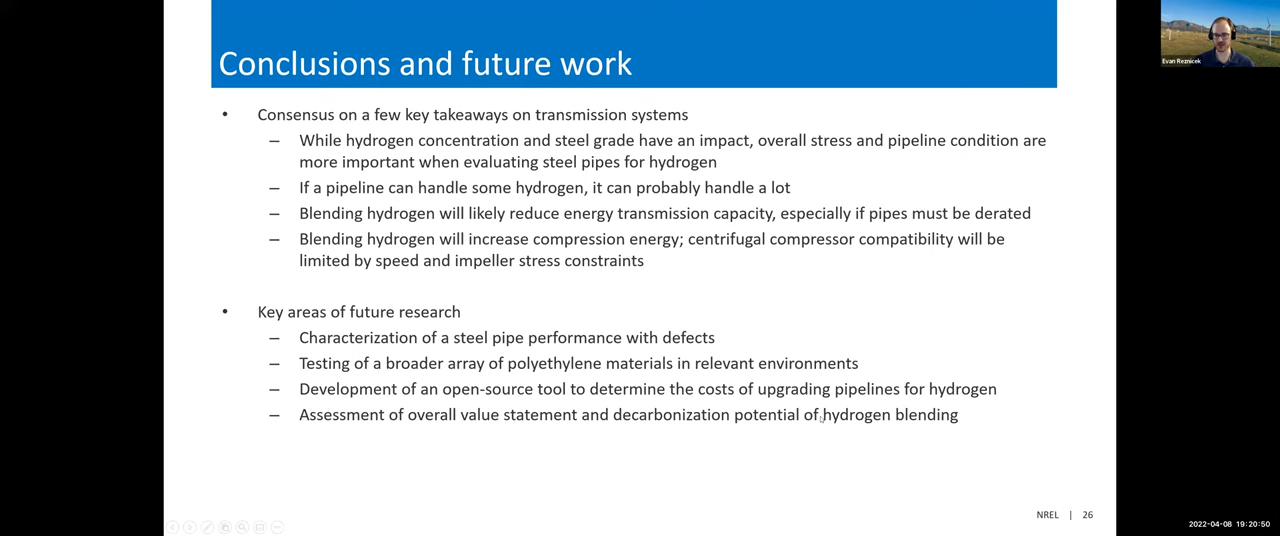 Conclusions and future work
• Consensus on a few key takeaways on transmission systems
– While hydrogen concentration and steel grade have an impact, overall stress and pipeline condition are
more important when evaluating steel pipes for hydrogen
– If a pipeline can handle some hydrogen, it can probably handle a lot
– Blending hydrogen will likely reduce energy transmission capacity, especially if pipes must be derated
– Blending hydrogen will increase compression energy; centrifugal compressor compatibility will be
limited by speed and impeller stress constraints
• Key areas of future research
– Characterization of a steel pipe performance with defects
– Testing of a broader array of polyethylene materials in relevant environments
– Development of an open-source tool to determine the costs of upgrading pipelines for hydrogen
– Assessment of overall value statement and decarbonization potential of hydrogen blending
NREL | 26
Evan Reznicek
2022-04-08 19:20:50